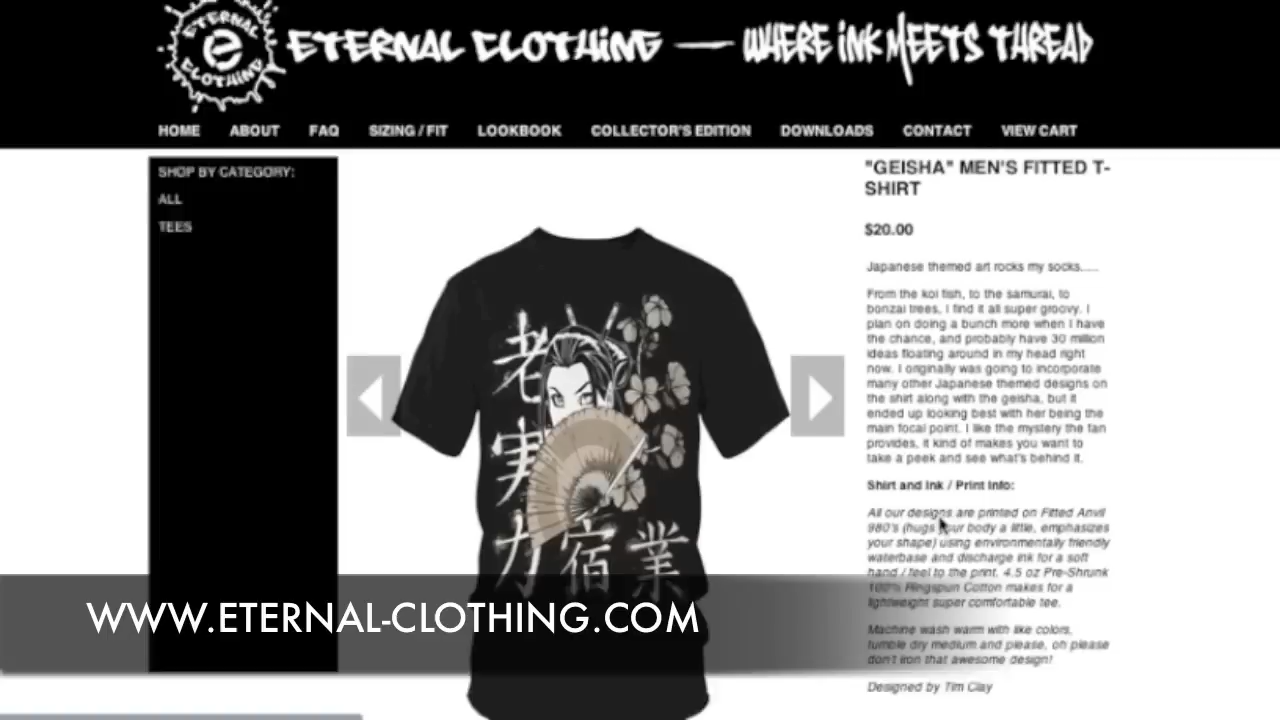 ETERNAL
e
CLOTHING
ETERNAL CLOTHING — WHERE INK MEETS THREAD
HOME ABOUT FAQ SIZING / FIT LOOKBOOK COLLECTOR'S EDITION DOWNLOADS CONTACT VIEW CART
SHOP BY CATEGORY:
ALL
TEES
老
実
力 宿 業
"GEISHA" MEN'S FITTED T-
SHIRT
$20.00
Japanese themed art rocks my socks.....
From the koi fish, to the samurai, to
bonzai trees, I find it all super groovy. I
plan on doing a bunch more when I have
the chance, and probably have 30 million
ideas floating around in my head right
now. I originally was going to incorporate
many other Japanese themed designs on
the shirt along with the geisha, but it
ended up looking best with her being the
main focal point. I like the mystery the fan
provides, it kind of makes you want to
take a peek and see what's behind it.
Shirt and Ink / Print Info:
All our designs are printed on Fitted Anvil
980's (hugs your body a little, emphasizes
your shape) using environmentally friendly
waterbase and discharge ink for a soft
hand / feel to the print. 4.5 oz Pre-Shrunk
100% Ringspun Cotton makes for a
lightweight super comfortable tee.
Machine wash warm with like colors,
tumble dry medium and please, oh please
don't iron that awesome design!
Designed by Tim Clay
WWW.ETERNAL-CLOTHING.COM